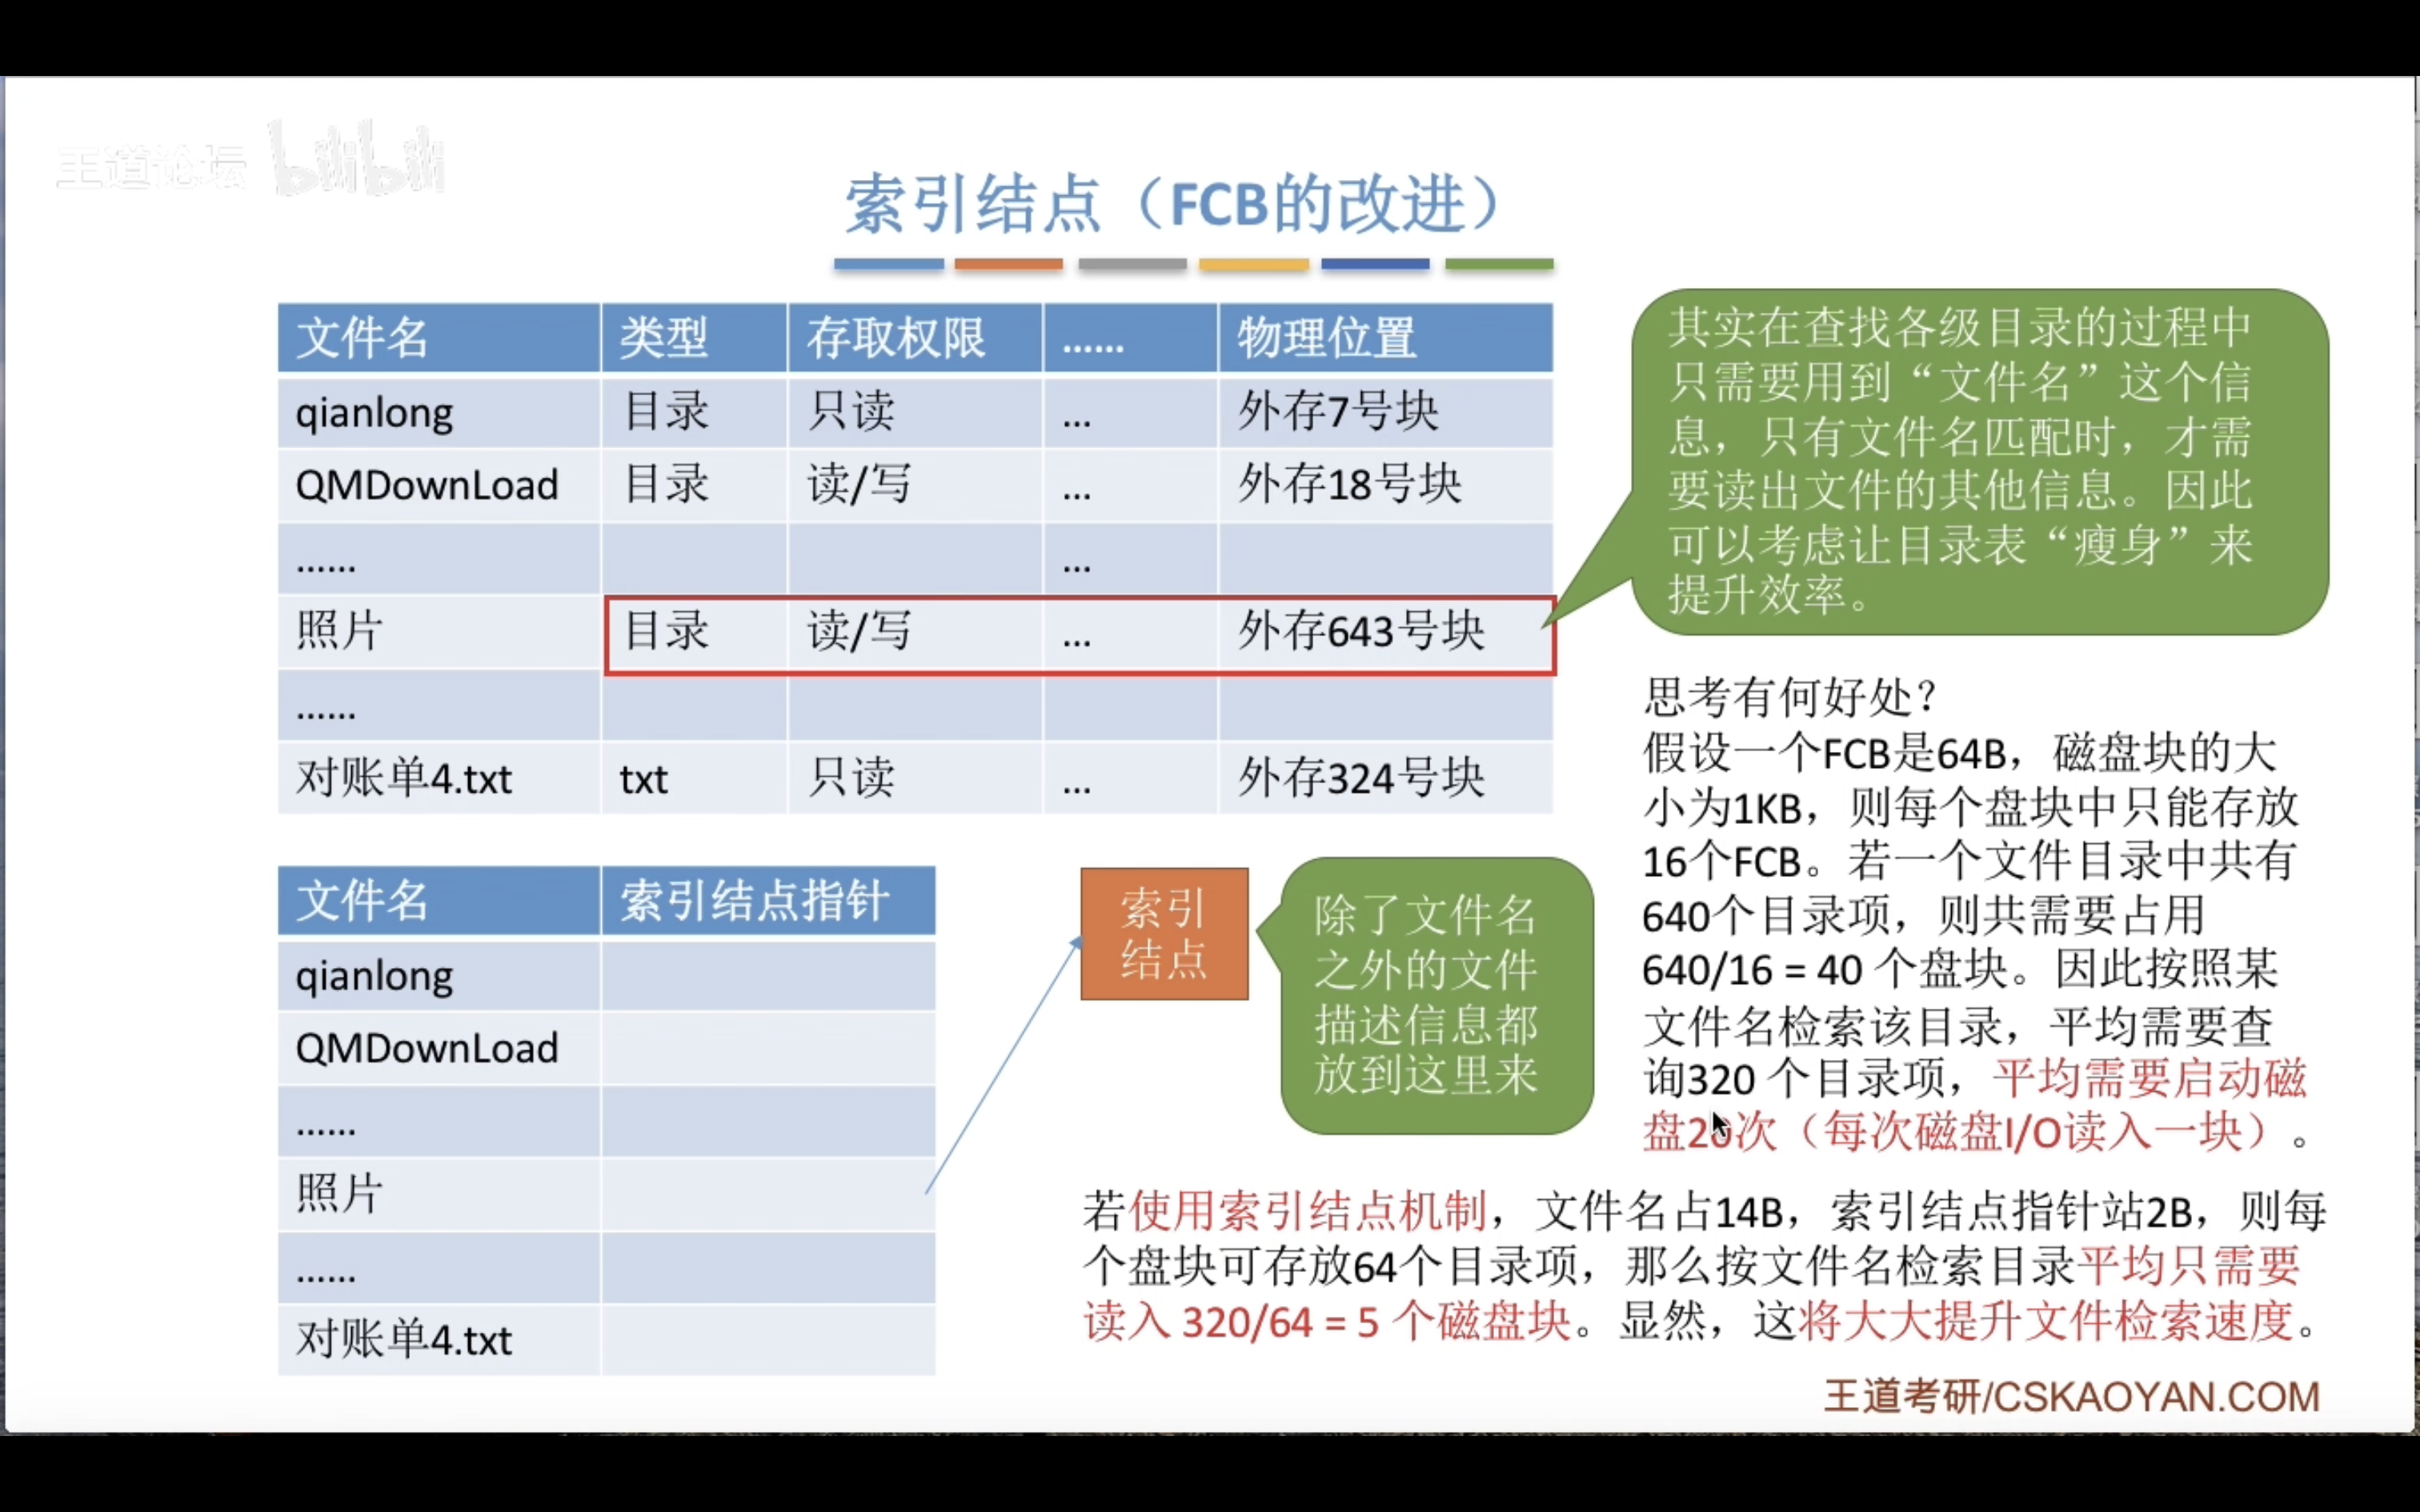 王道论坛 bilibili
索引结点（FCB的改进）
文件名 类型 存取权限 …… 物理位置
qianlong 目录 只读 … 外存7号块
QMDownLoad 目录 读/写 … 外存18号块
…… …
照片 目录 读/写 … 外存643号块
……
对账单4.txt txt 只读 … 外存324号块
其实在查找各级目录的过程中
只需要用到“文件名”这个信
息，只有文件名匹配时，才需
要读出文件的其他信息。因此
可以考虑让目录表“瘦身”来
提升效率。
文件名 索引结点指针
qianlong
QMDownLoad
……
照片
……
对账单4.txt
索引
结点
除了文件名
之外的文件
描述信息都
放到这里来
思考有何好处？
假设一个FCB是64B，磁盘块的大
小为1KB，则每个盘块中只能存放
16个FCB。若一个文件目录中共有
640个目录项，则共需要占用
640/16 = 40 个盘块。因此按照某
文件名检索该目录，平均需要查
询320 个目录项，平均需要启动磁
盘20次（每次磁盘I/O读入一块）。
若使用索引结点机制，文件名占14B，索引结点指针站2B，则每
个盘块可存放64个目录项，那么按文件名检索目录平均只需要
读入 320/64 = 5 个磁盘块。显然，这将大大提升文件检索速度。
王道考研/CSKAOYAN.COM